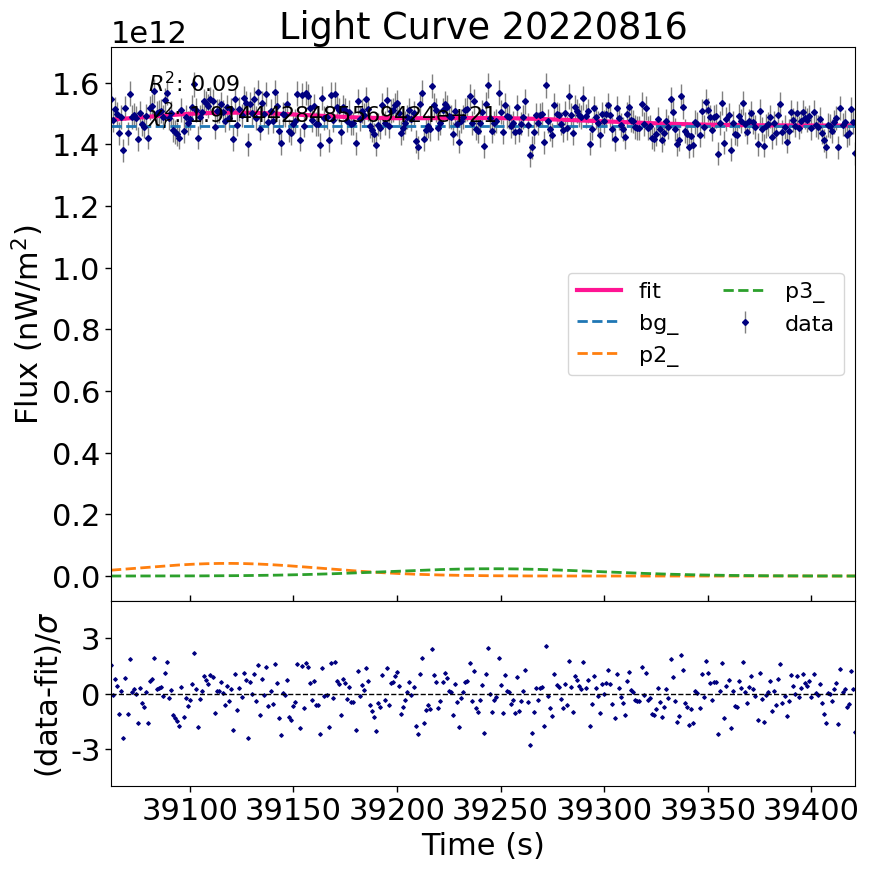 Light Curve 20220816
1e12
R²: 0.09
1.6
1.4
1.2
1.0
0.8
0.6
0.4
0.2
0.0
Flux (nW/m²)
fit
bg_
p2_
p3_
data
3
0
-3
(data-fit)/σ
39100 39150 39200 39250 39300 39350 39400
Time (s)